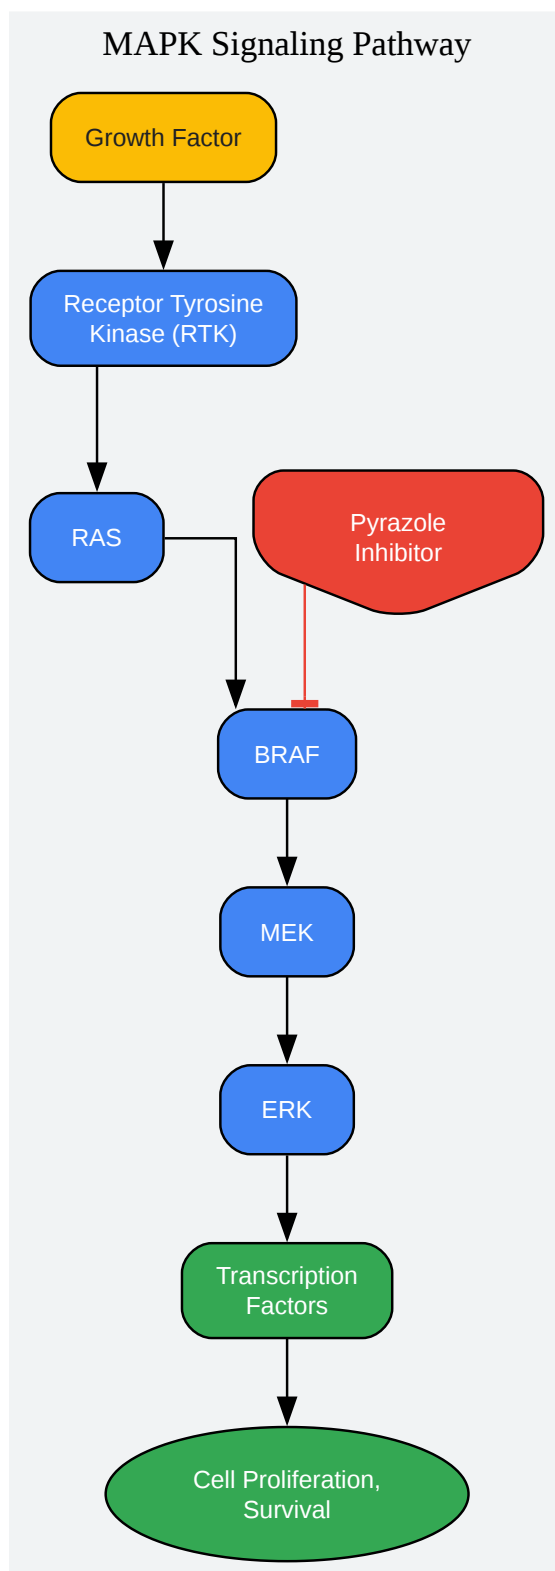 MAPK Signaling Pathway
Growth Factor
Receptor Tyrosine
Kinase (RTK)
RAS
Pyrazole
Inhibitor
BRAF
MEK
ERK
Transcription
Factors
Cell Proliferation,
Survival